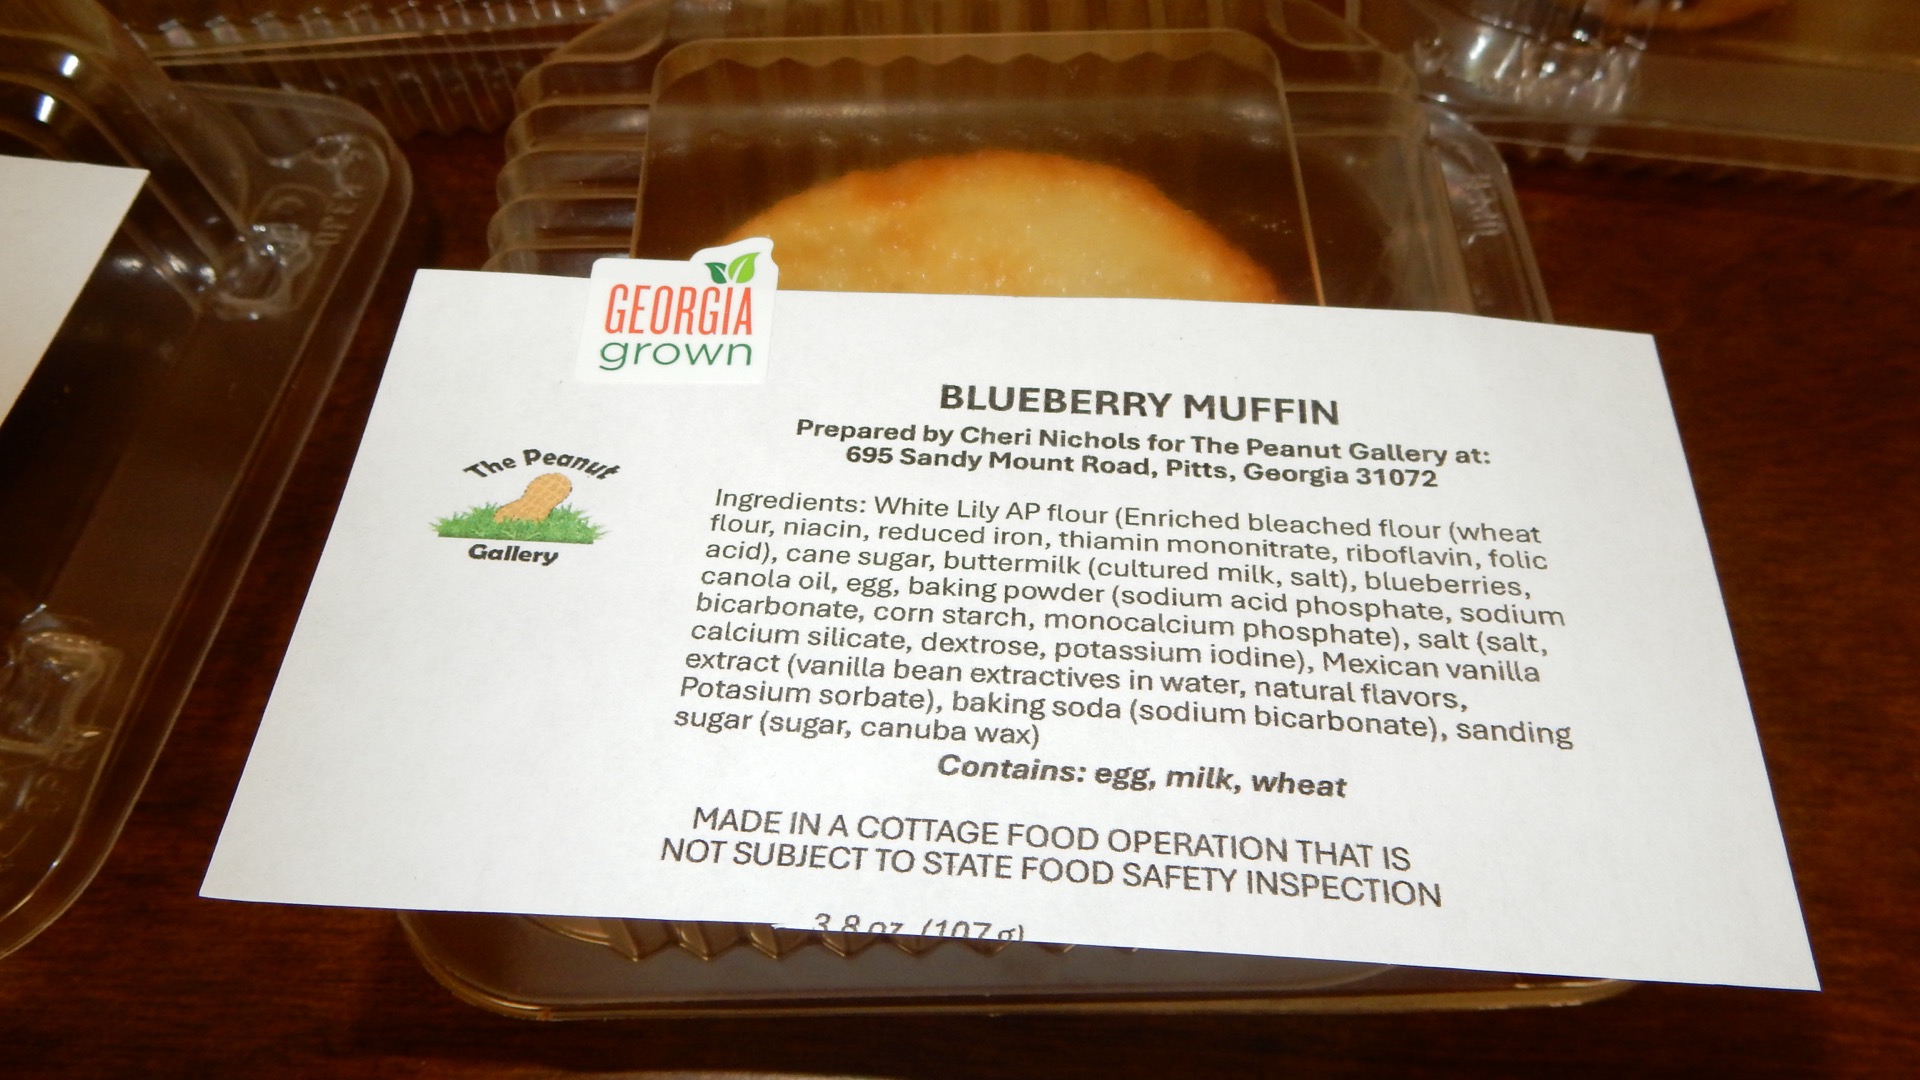 GEORGIA
grown
The Peanut
Gallery
BLUEBERRY MUFFIN
Prepared by Cheri Nichols for The Peanut Gallery at:
695 Sandy Mount Road, Pitts, Georgia 31072
Ingredients: White Lily AP flour (Enriched bleached flour (wheat
flour, niacin, reduced iron, thiamin mononitrate, riboflavin, folic
acid), cane sugar, buttermilk (cultured milk, salt), blueberries,
canola oil, egg, baking powder (sodium acid phosphate, sodium
bicarbonate, corn starch, monocalcium phosphate), salt (salt,
calcium silicate, dextrose, potassium iodine), Mexican vanilla
extract (vanilla bean extractives in water, natural flavors,
Potasium sorbate), baking soda (sodium bicarbonate), sanding
sugar (sugar, canuba wax)
Contains: egg, milk, wheat
MADE IN A COTTAGE FOOD OPERATION THAT IS
NOT SUBJECT TO STATE FOOD SAFETY INSPECTION
3.8 oz. (107 g)